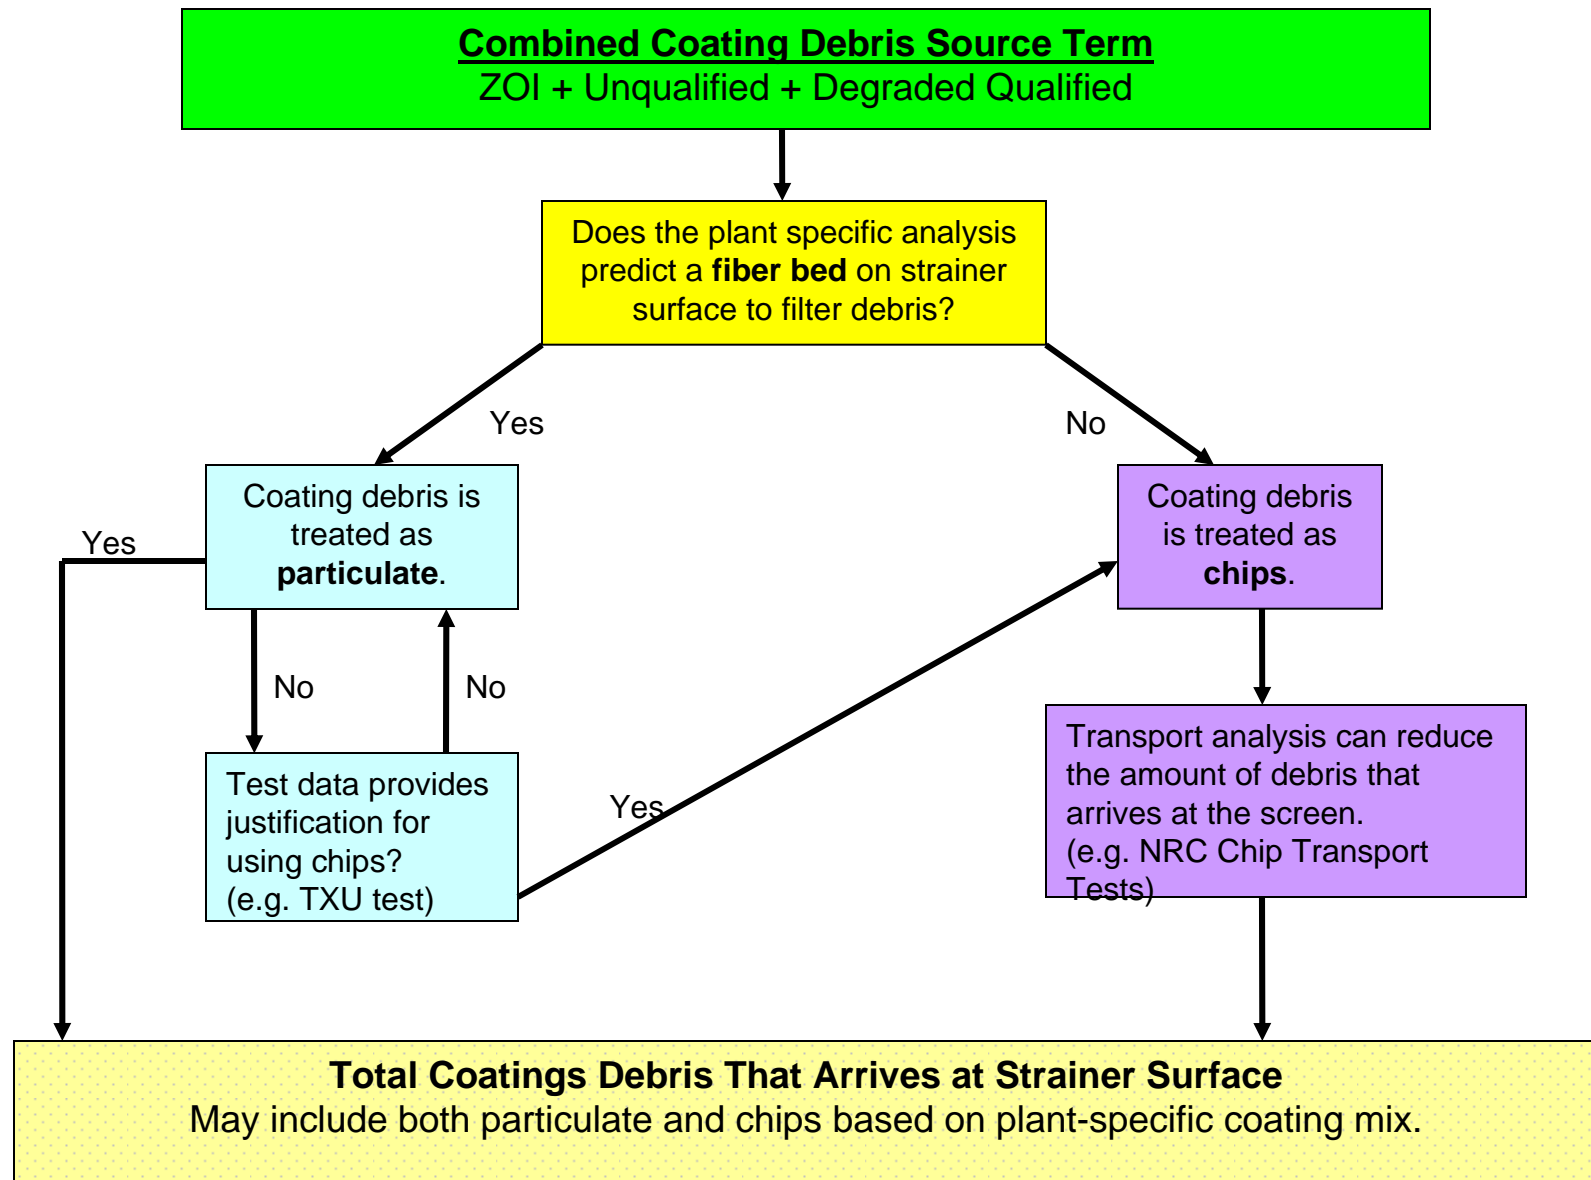 Combined Coating Debris Source Term
ZOI + Unqualified + Degraded Qualified
Does the plant specific analysis
predict a fiber bed on strainer
surface to filter debris?
Yes
No
Coating debris is
treated as
particulate.
Coating debris
is treated as
chips.
Yes
No
No
Test data provides
justification for
using chips?
(e.g. TXU test)
Yes
Transport analysis can reduce
the amount of debris that
arrives at the screen.
(e.g. NRC Chip Transport
Tests)
Total Coatings Debris That Arrives at Strainer Surface
May include both particulate and chips based on plant-specific coating mix.